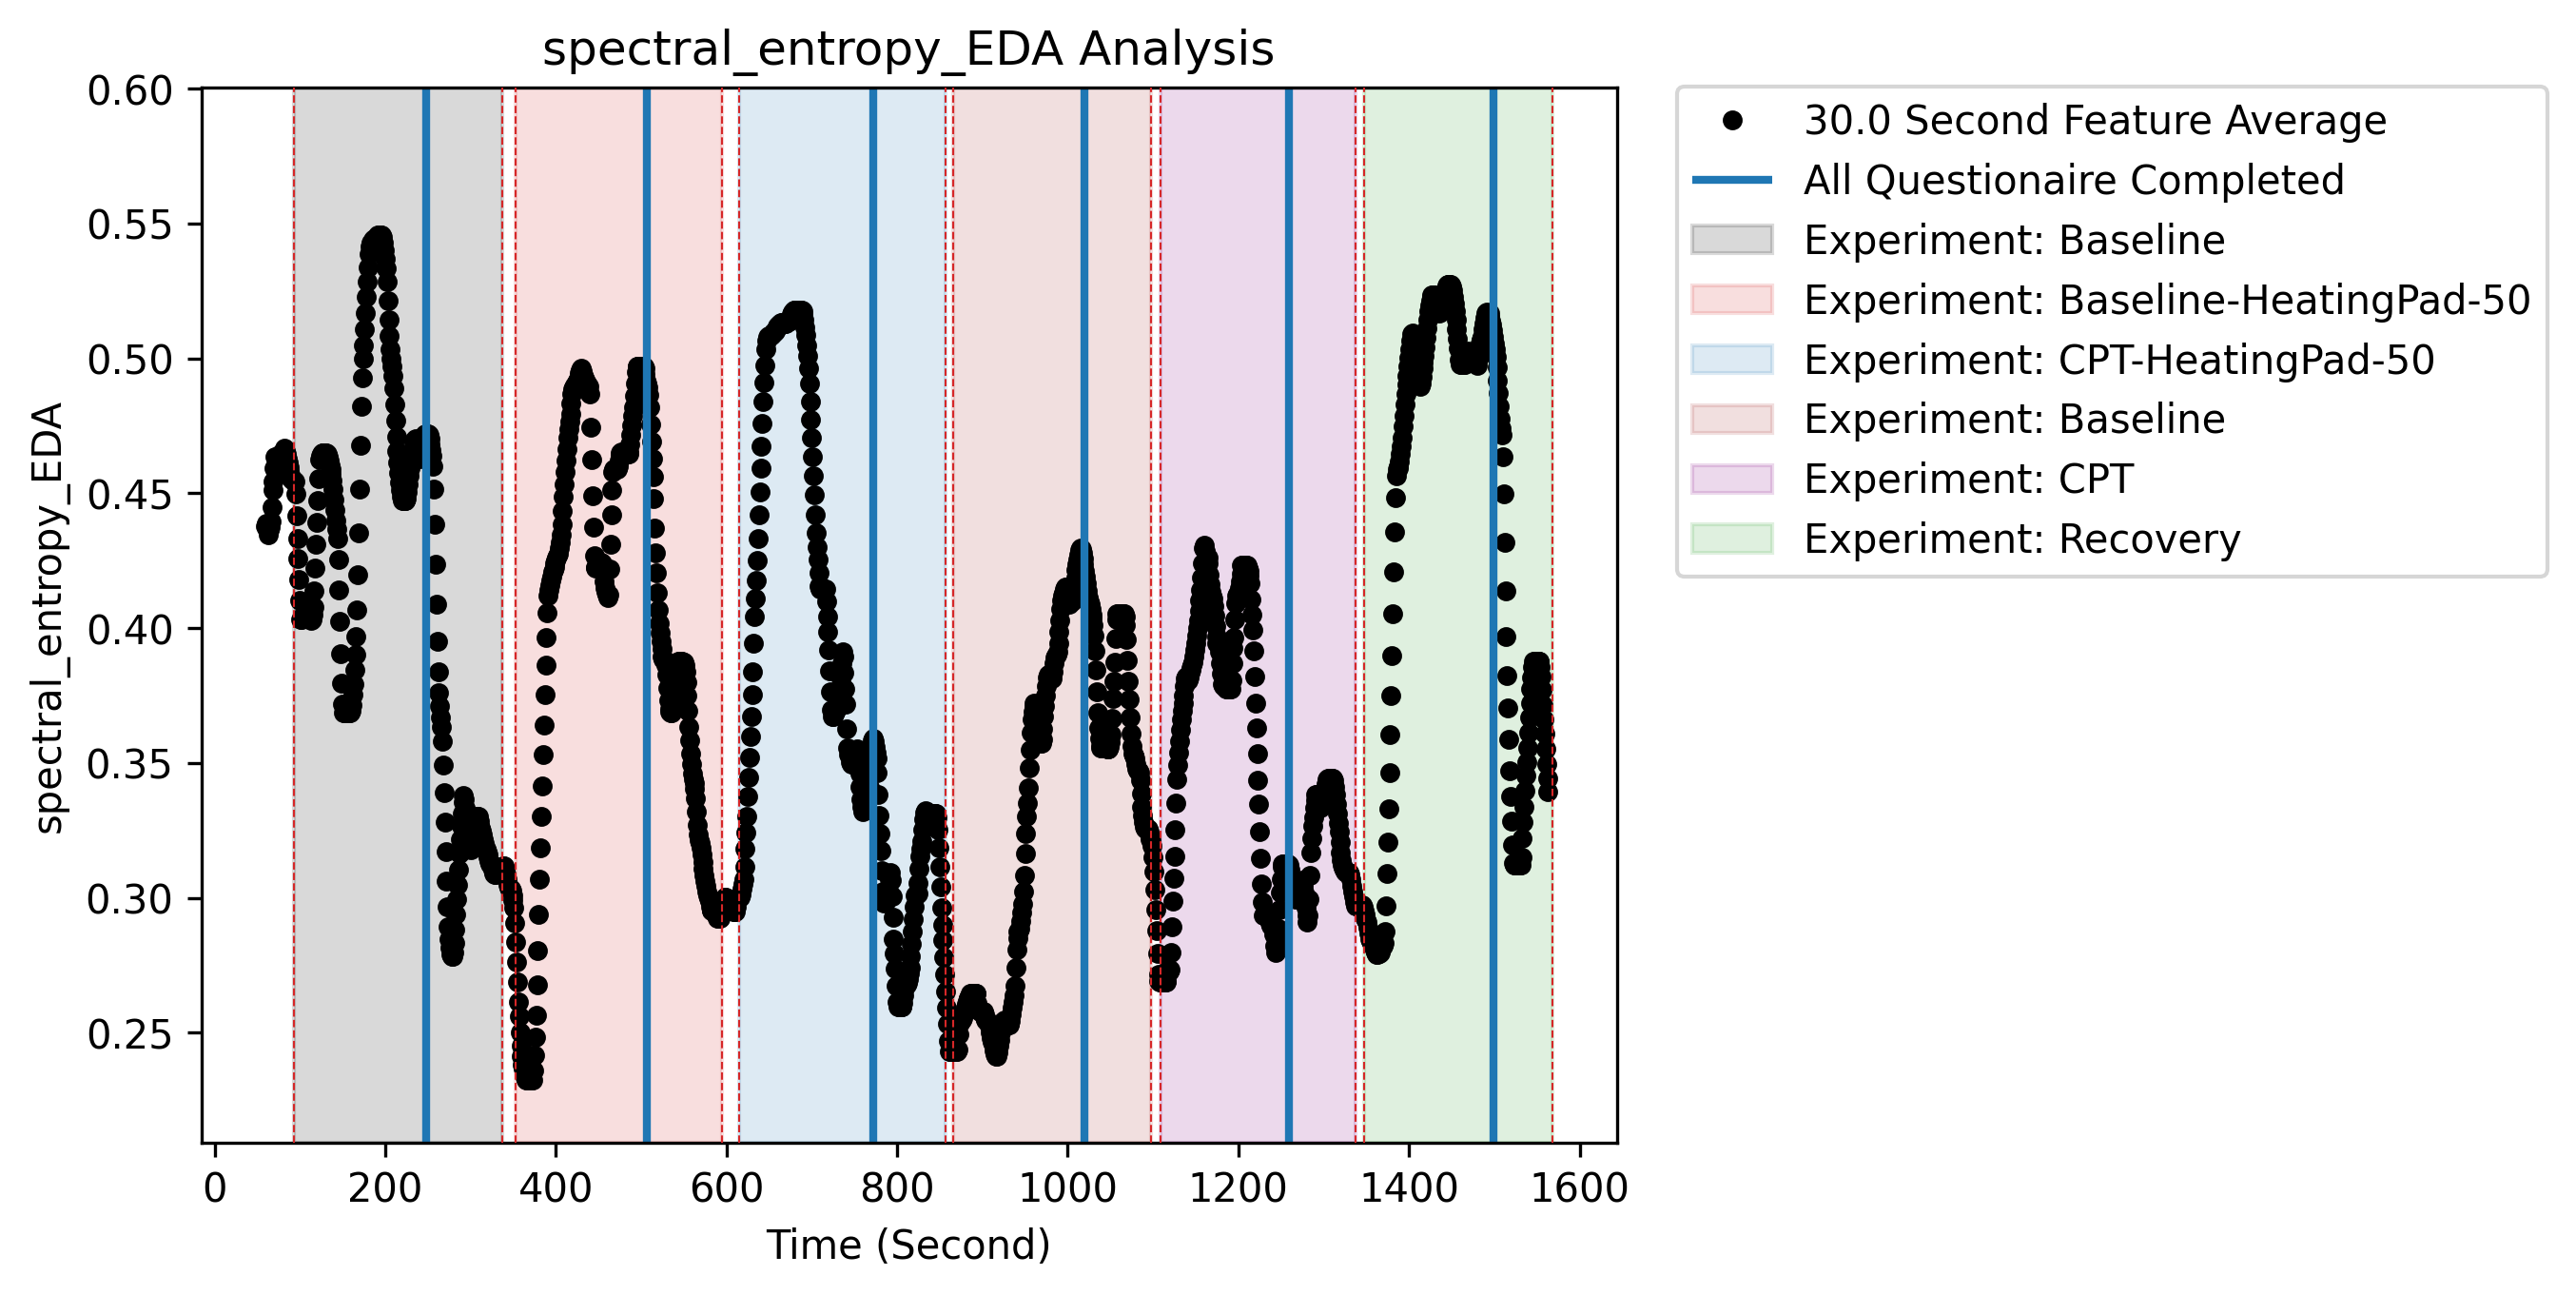 spectral_entropy_EDA Analysis
0.60
0.55
0.50
0.45
0.40
0.35
0.30
0.25
spectral_entropy_EDA
0 200 400 600 800 1000 1200 1400 1600
Time (Second)
30.0 Second Feature Average
All Questionaire Completed
Experiment: Baseline
Experiment: Baseline-HeatingPad-50
Experiment: CPT-HeatingPad-50
Experiment: Baseline
Experiment: CPT
Experiment: Recovery